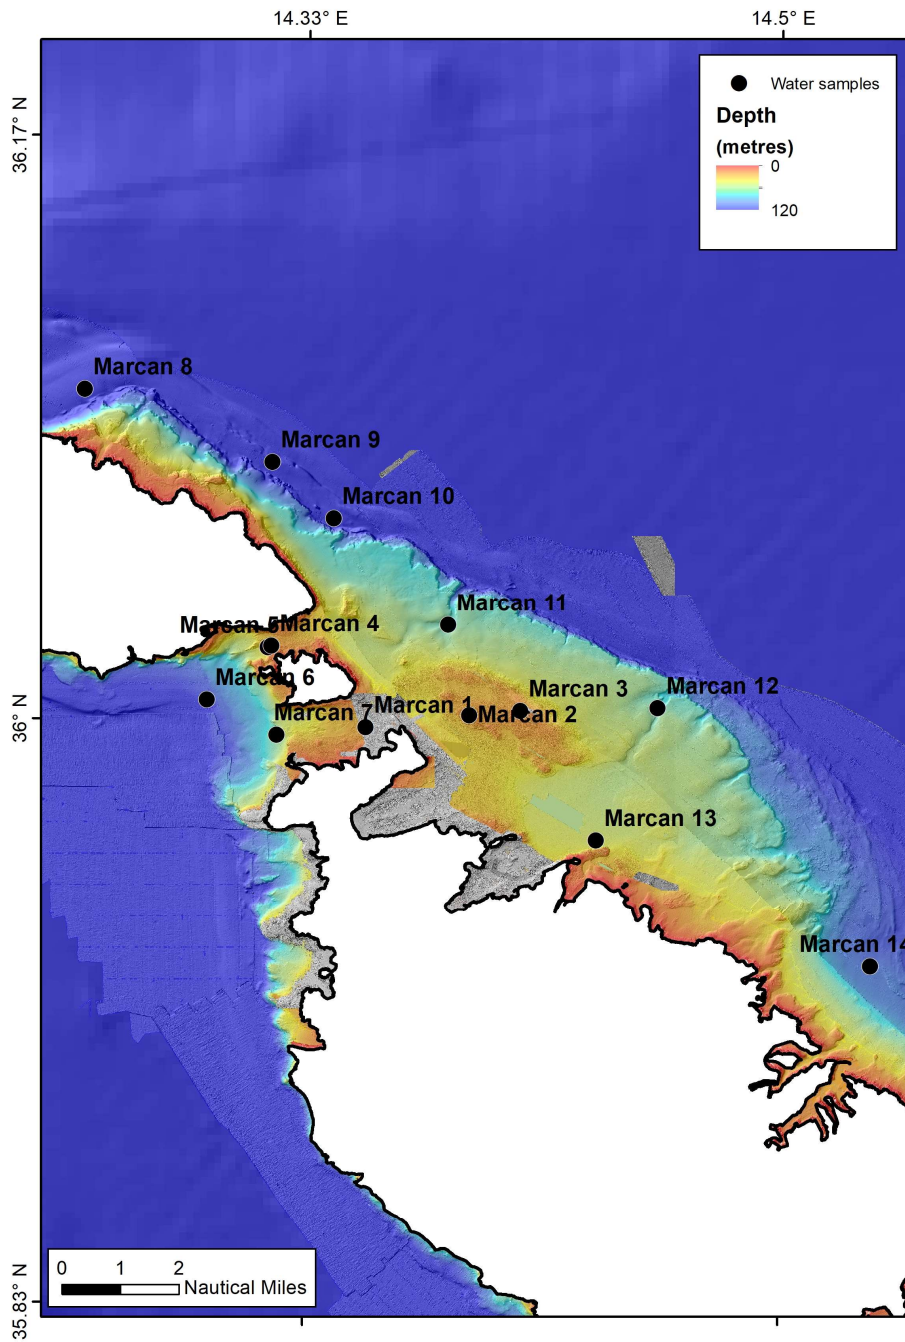 14.33° E
14.5° E
36.17° N
Water samples
Depth
(metres)
0
120
Marcan 8
Marcan 9
Marcan 10
Marcan 11
Marcan 5
Marcan 4
Marcan 6
Marcan 3
Marcan 12
Marcan 7
Marcan 1
Marcan 2
36° N
Marcan 13
Marcan 14
0 1 2
Nautical Miles
35.83° N